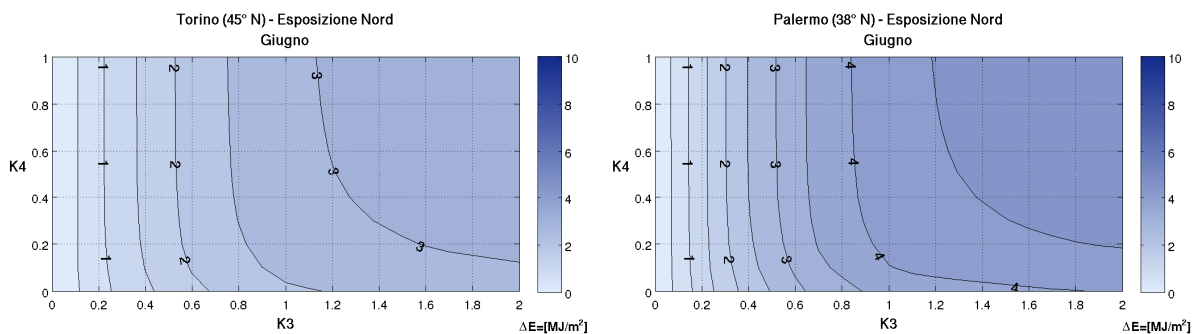 Torino (45° N) - Esposizione Nord
Giugno
K4
1
0.8
0.6
0.4
0.2
0
1 2 3
1 2 3
1 2 3
0 0.2 0.4 0.6 0.8 1 1.2 1.4 1.6 1.8 2
K3
10
8
6
4
2
0
ΔE=[MJ/m²]
Palermo (38° N) - Esposizione Nord
Giugno
K4
1
0.8
0.6
0.4
0.2
0
1 2 3 4
1 2 3 4
1 2 3 4 4
0 0.2 0.4 0.6 0.8 1 1.2 1.4 1.6 1.8 2
K3
10
8
6
4
2
0
ΔE=[MJ/m²]